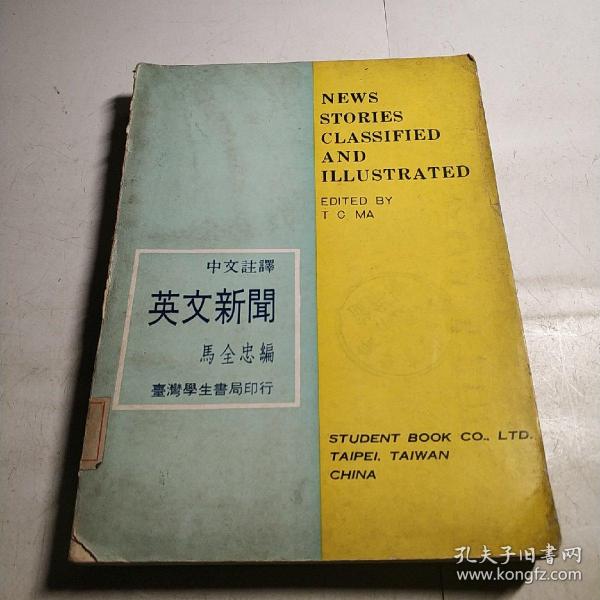 NEWS
STORIES
CLASSIFIED
AND
ILLUSTRATED
EDITED BY
T C MA
中文註譯
英文新聞
馬全忠編
臺灣學生書局印行
STUDENT BOOK CO., LTD.
TAIPEI, TAIWAN
CHINA
孔夫子旧书网
www.kongfz.com